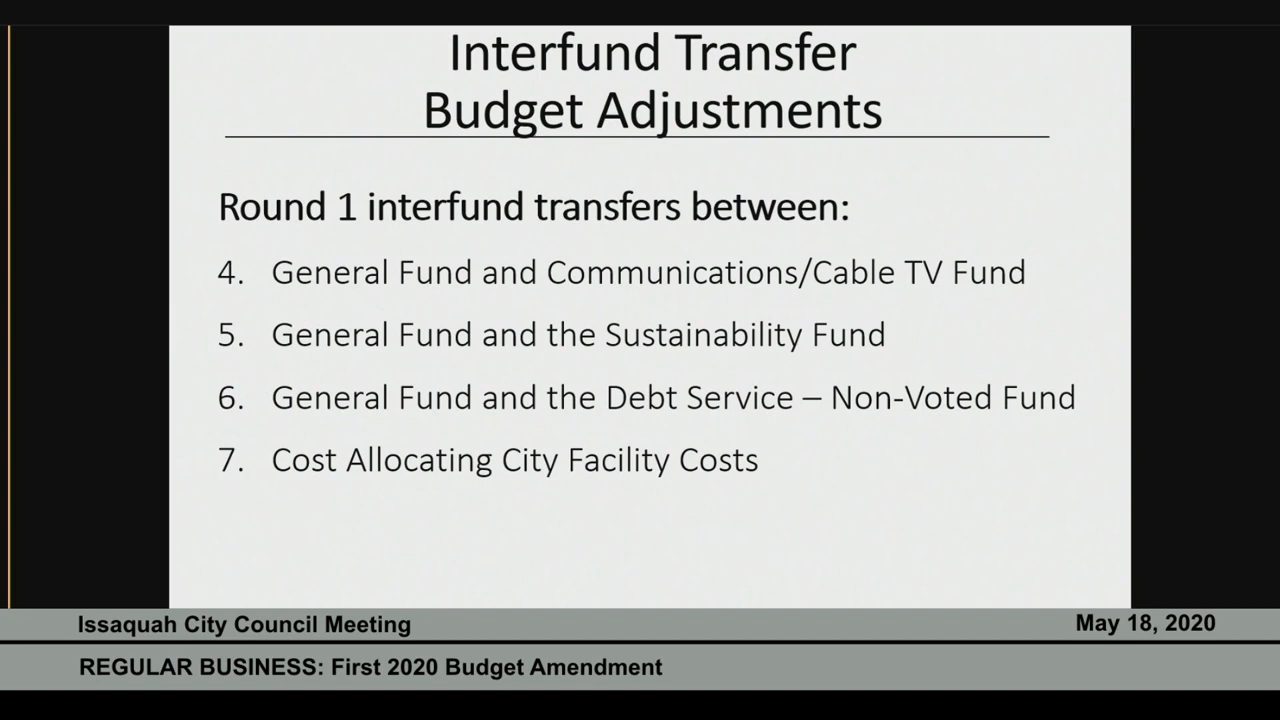 Interfund Transfer
Budget Adjustments
Round 1 interfund transfers between:
4. General Fund and Communications/Cable TV Fund
5. General Fund and the Sustainability Fund
6. General Fund and the Debt Service – Non-Voted Fund
7. Cost Allocating City Facility Costs
Issaquah City Council Meeting
May 18, 2020
REGULAR BUSINESS: First 2020 Budget Amendment